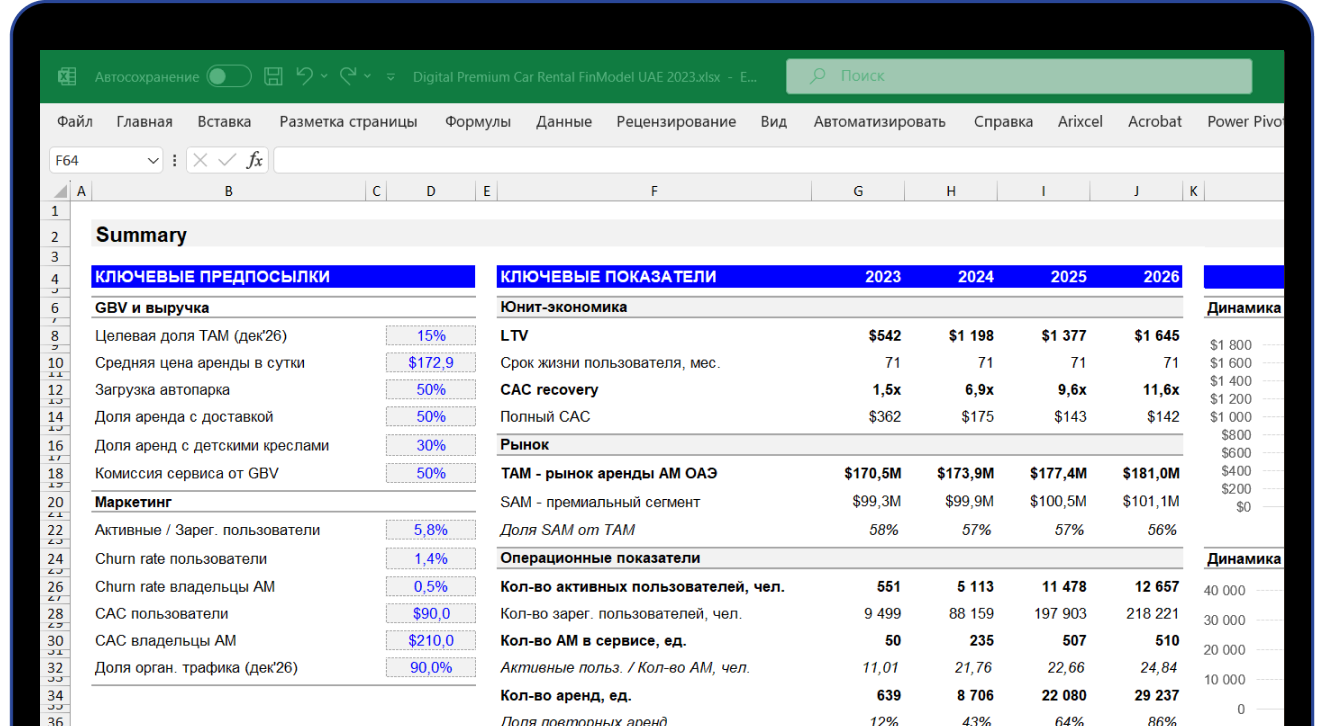 Автосохранение Digital Premium Car Rental FinModel UAE 2023.xlsx - E... Поиск
Файл Главная Вставка Разметка страницы Формулы Данные Рецензирование Вид Автоматизировать Справка Arixcel Acrobat Power Pivo
F64 fx
A B C D E F G H I J K
1
2 Summary
3
4 КЛЮЧЕВЫЕ ПРЕДПОСЫЛКИ КЛЮЧЕВЫЕ ПОКАЗАТЕЛИ 2023 2024 2025 2026
6 GBV и выручка Юнит-экономика Динамика
8 Целевая доля TAM (дек'26) 15% LTV $542 $1 198 $1 377 $1 645
$1 800
10 Средняя цена аренды в сутки $172,9 Срок жизни пользователя, мес. 71 71 71 71 $1 600
$1 400
12 Загрузка автопарка 50% CAC recovery 1,5x 6,9x 9,6x 11,6x
$1 200
14 Доля аренда с доставкой 50% Полный CAC $362 $175 $143 $142 $1 000
$800
16 Доля аренд с детскими креслами 30% Рынок
$600
18 Комиссия сервиса от GBV 50% TAM - рынок аренды АМ ОАЭ $170,5M $173,9M $177,4M $181,0M $400
$200
20 Маркетинг SAM - премиальный сегмент $99,3M $99,9M $100,5M $101,1M
$0
22 Активные / Зарег. пользователи 5,8% Доля SAM от TAM 58% 57% 57% 56%
24 Churn rate пользователи 1,4% Операционные показатели Динамика
26 Churn rate владельцы АМ 0,5% Кол-во активных пользователей, чел. 551 5 113 11 478 12 657 40 000
28 CAC пользователи $90,0 Кол-во зарег. пользователей, чел. 9 499 88 159 197 903 218 221 30 000
30 CAC владельцы АМ $210,0 Кол-во АМ в сервисе, ед. 50 235 507 510
20 000
32 Доля орган. трафика (дек'26) 90,0% Активные польз. / Кол-во АМ, чел. 11,01 21,76 22,66 24,84
10 000
34 Кол-во аренд, ед. 639 8 706 22 080 29 237
0
36 Доля повторных аренд 12% 43% 64% 86%